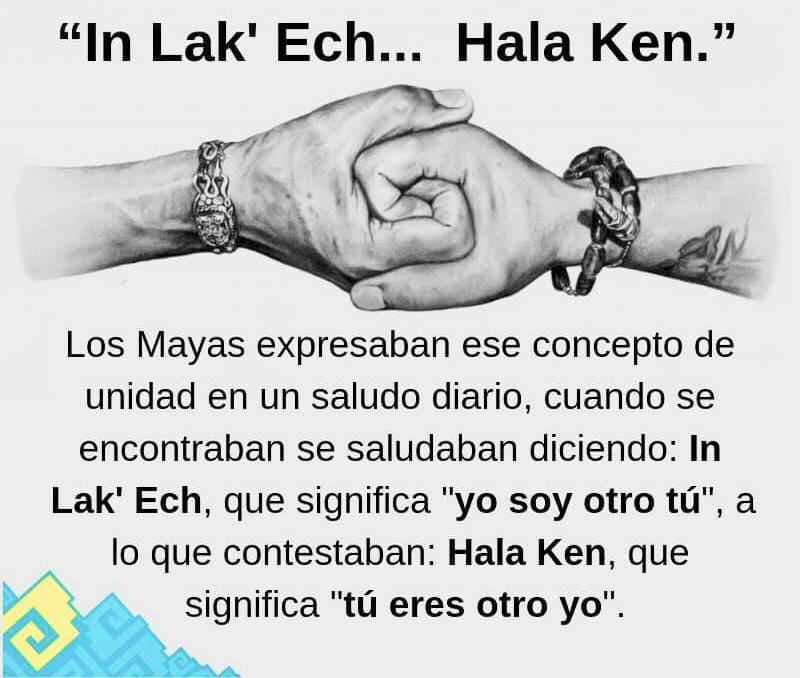 “In Lak' Ech... Hala Ken.”
Los Mayas expresaban ese concepto de
unidad en un saludo diario, cuando se
encontraban se saludaban diciendo: In
Lak' Ech, que significa "yo soy otro tú", a
lo que contestaban: Hala Ken, que
significa "tú eres otro yo".